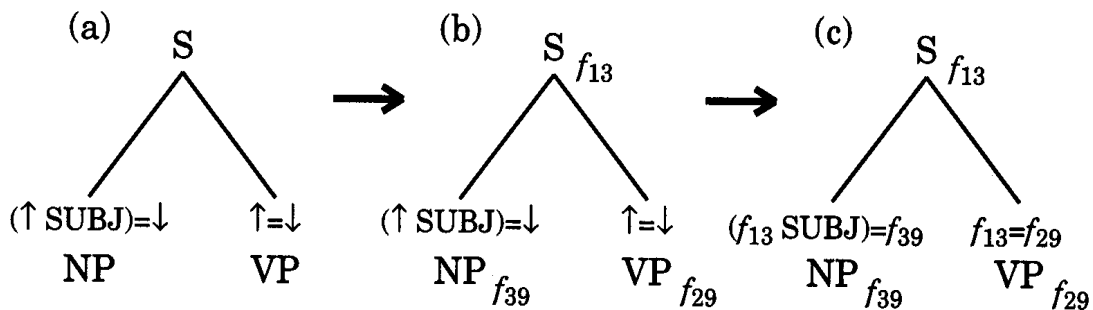 (a) (b) (c)
S S f13 S f13
(↑ SUBJ)=↓ ↑=↓ (↑ SUBJ)=↓ ↑=↓ (f13 SUBJ)=f39 f13=f29
NP VP NP f39 VP f29 NP f39 VP f29